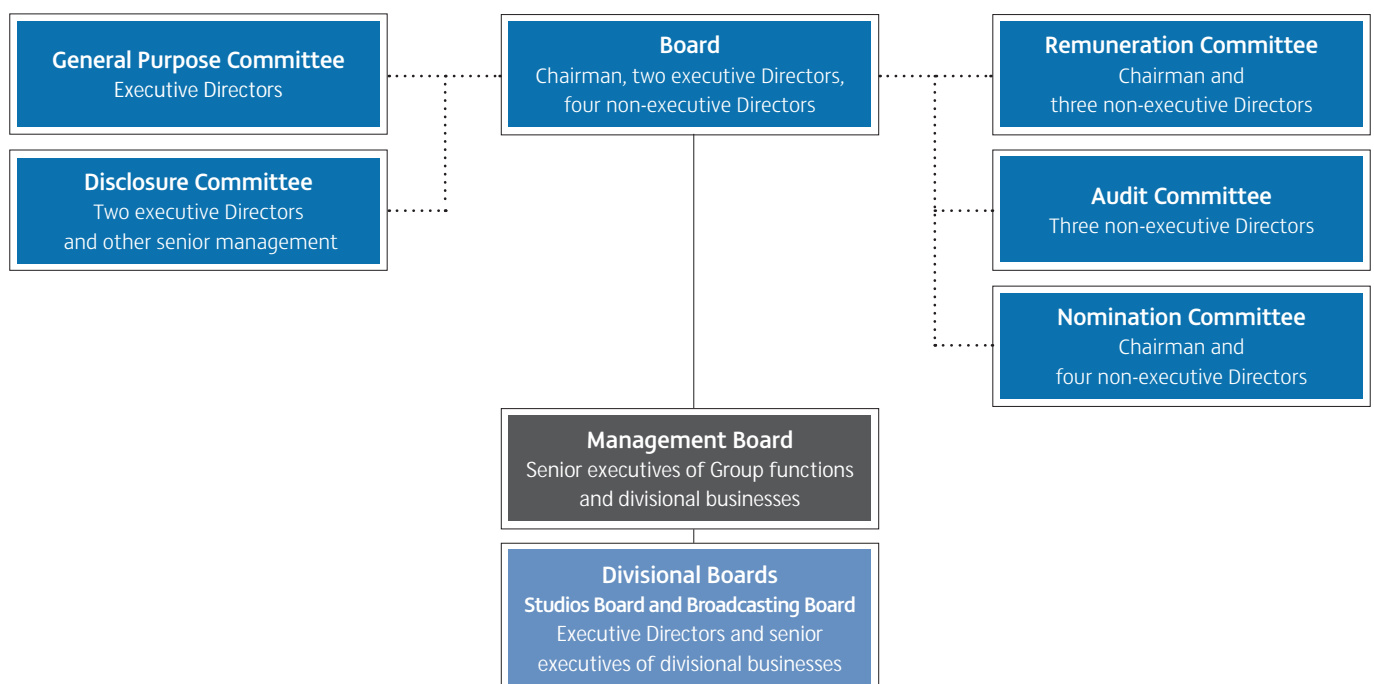 General Purpose Committee
Executive Directors
Disclosure Committee
Two executive Directors
and other senior management
Board
Chairman, two executive Directors,
four non-executive Directors
Remuneration Committee
Chairman and
three non-executive Directors
Audit Committee
Three non-executive Directors
Nomination Committee
Chairman and
four non-executive Directors
Management Board
Senior executives of Group functions
and divisional businesses
Divisional Boards
Studios Board and Broadcasting Board
Executive Directors and senior
executives of divisional businesses